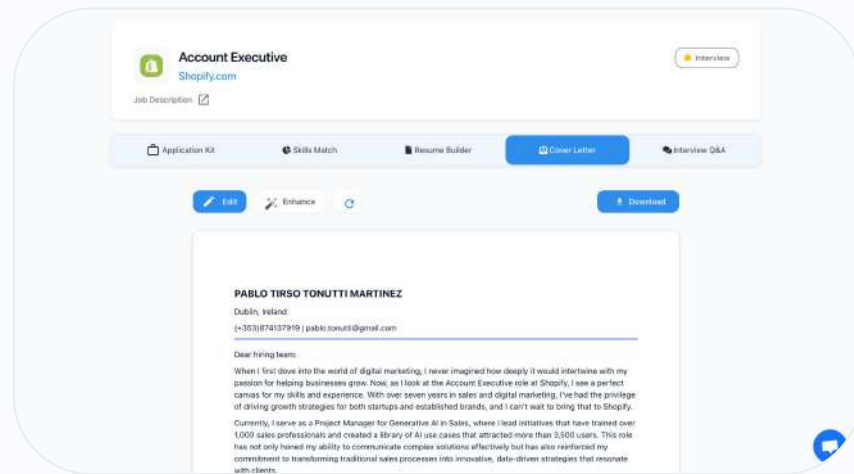 Account Executive
Shopify.com
Interview
Job Description
Application Kit
Skills Match
Resume Builder
Cover Letter
Interview Q&A
Edit
Enhance
Download
PABLO TIRSO TONUTTI MARTINEZ
Dublin, Ireland
(+353)874137919 | pablo.tonutti@gmail.com
Dear hiring team:
When I first dove into the world of digital marketing, I never imagined how deeply it would intertwine with my
passion for helping businesses grow. Now, as I look at the Account Executive role at Shopify, I see a perfect
canvas for my skills and experience. With over seven years in sales and digital marketing, I've had the privilege
of driving growth strategies for both startups and established brands, and I can't wait to bring that to Shopify.
Currently, I serve as a Project Manager for Generative AI in Sales, where I lead initiatives that have trained over
1,000 sales professionals and created a library of AI use cases that attracted more than 3,500 users. This role
has not only honed my ability to communicate complex solutions effectively but has also reinforced my
commitment to transforming traditional sales processes into innovative, data-driven strategies that resonate
with clients.